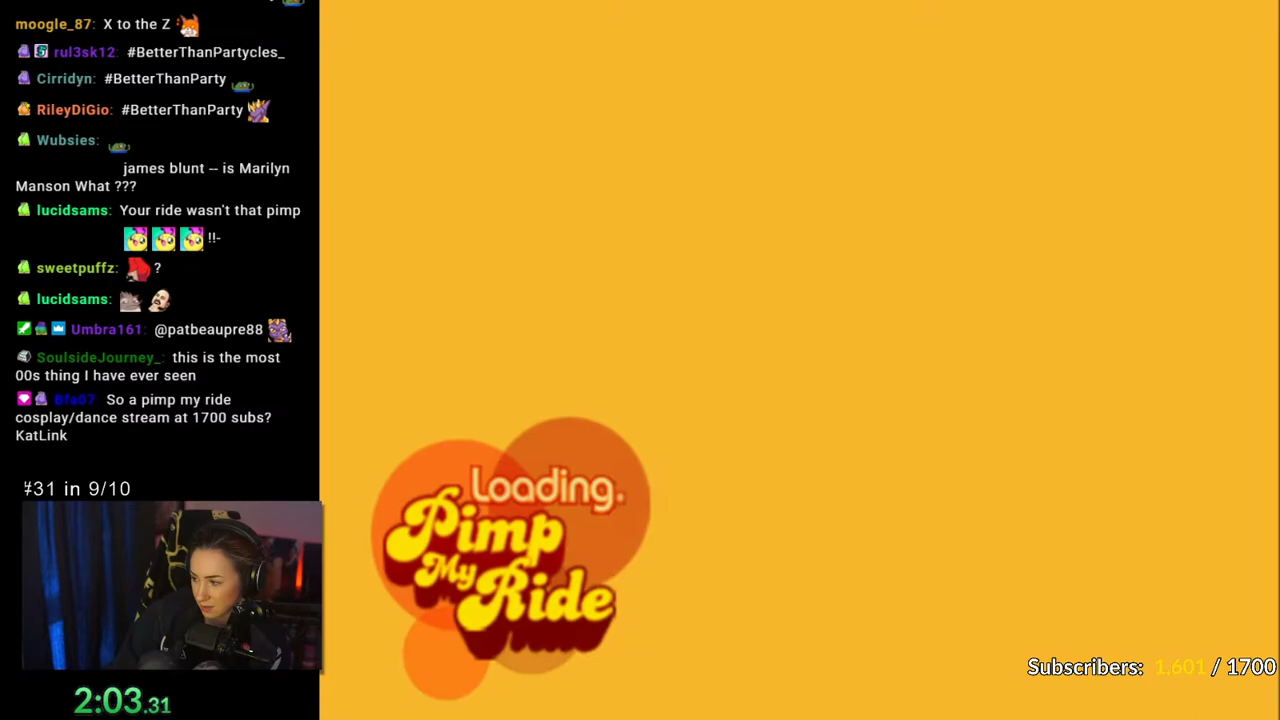 moogle_87: X to the Z
rul3sk12: #BetterThanPartycles_
Cirridyn: #BetterThanParty
RileyDiGio: #BetterThanParty
Wubsies:
james blunt -- is Marilyn
Manson What ???
lucidsams: Your ride wasn't that pimp
!!-
sweetpuffz: ?
lucidsams:
Umbra161: @patbeaupre88
SoulsideJourney_: this is the most
00s thing I have ever seen
Bfa07 So a pimp my ride
cosplay/dance stream at 1700 subs?
KatLink
#31 in 9/10
2:03.31
Loading.
Pimp
My
Ride
Subscribers: 1,601 / 1700